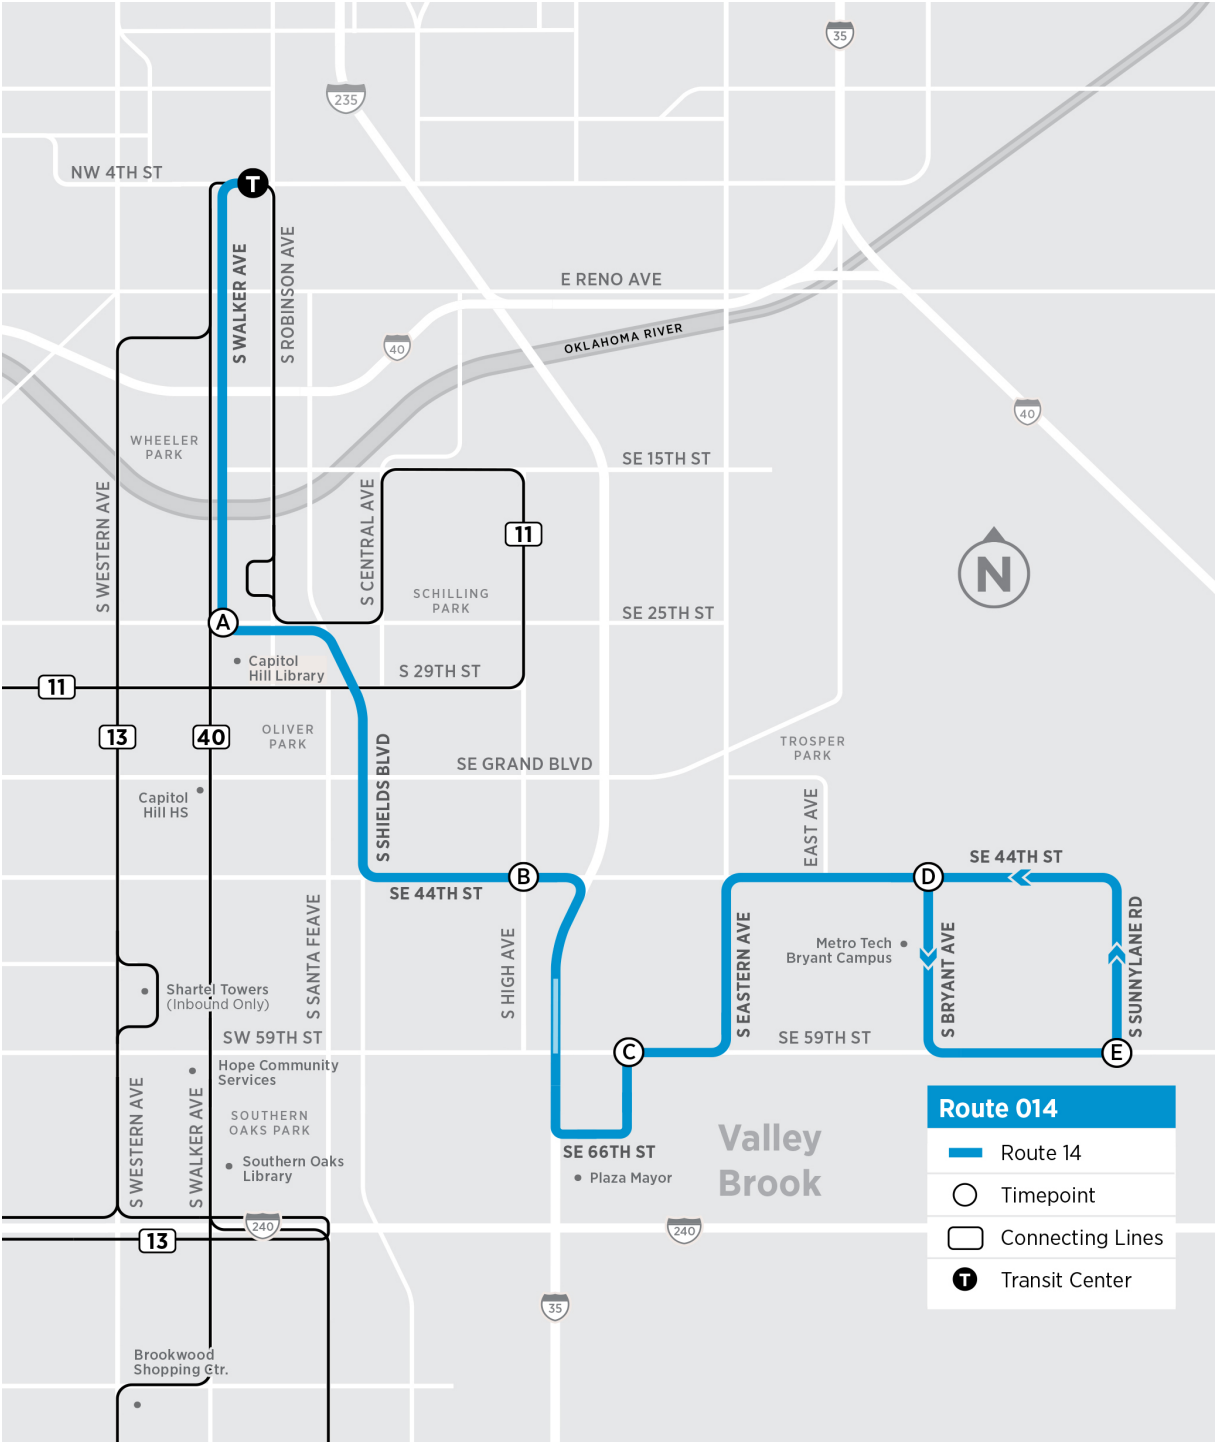 35
235
NW 4TH ST
T
S WALKER AVE
S ROBINSON AVE
E RENO AVE
OKLAHOMA RIVER
40
40
WHEELER
PARK
SE 15TH ST
S WESTERN AVE
S CENTRAL AVE
11
N
SCHILLING
PARK
SE 25TH ST
A
Capitol
Hill Library
S 29TH ST
11
13
40
OLIVER
PARK
TROSPER
PARK
SE GRAND BLVD
S SHIELDS BLVD
Capitol
Hill HS
EAST AVE
SE 44TH ST
B
SE 44TH ST
D
S SANTA FEAVE
S HIGH AVE
S EASTERN AVE
Metro Tech
Bryant Campus
S BRYANT AVE
S SUNNYLANE RD
Shartel Towers
(Inbound Only)
SW 59TH ST
SE 59TH ST
C
E
Hope Community
Services
S WESTERN AVE
S WALKER AVE
SOUTHERN
OAKS PARK
Southern Oaks
Library
SE 66TH ST
Plaza Mayor
Valley
Brook
240
240
13
35
Brookwood
Shopping Ctr.
Route 014
Route 14
Timepoint
Connecting Lines
T
Transit Center